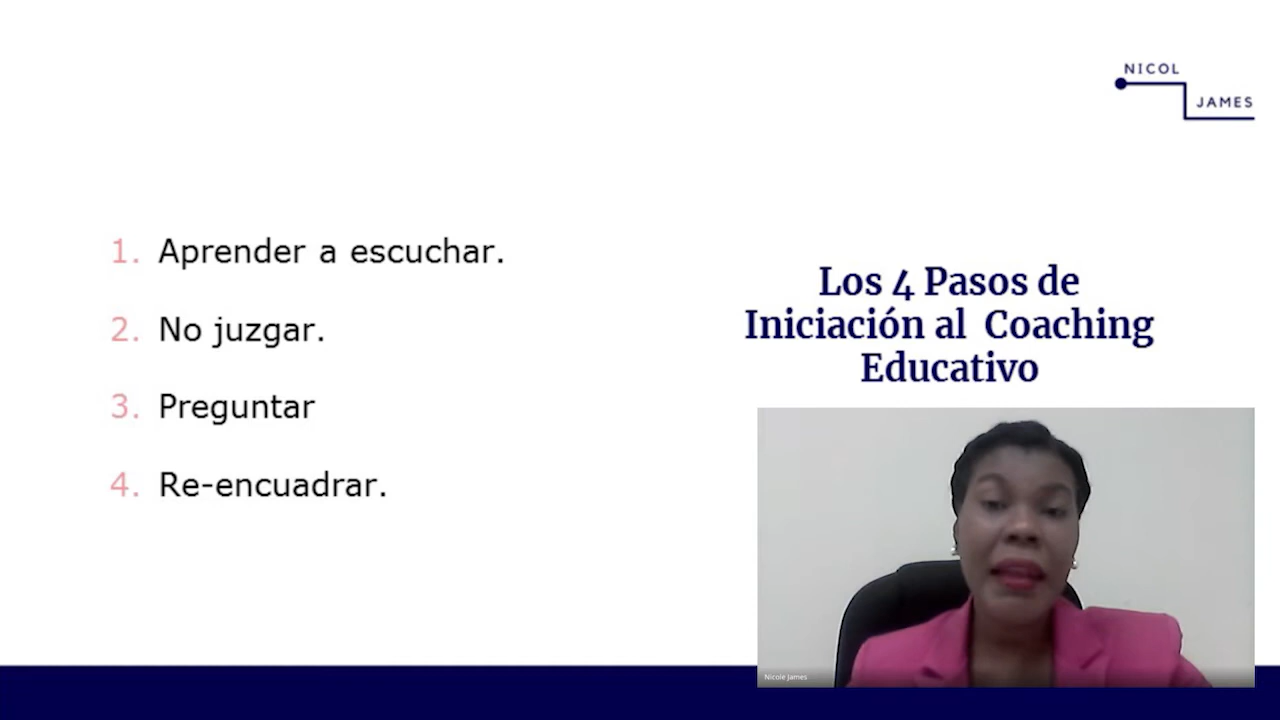 NICOL
JAMES
1. Aprender a escuchar.
2. No juzgar.
3. Preguntar
4. Re-encuadrar.
Los 4 Pasos de
Iniciación al  Coaching
Educativo
Nicole James